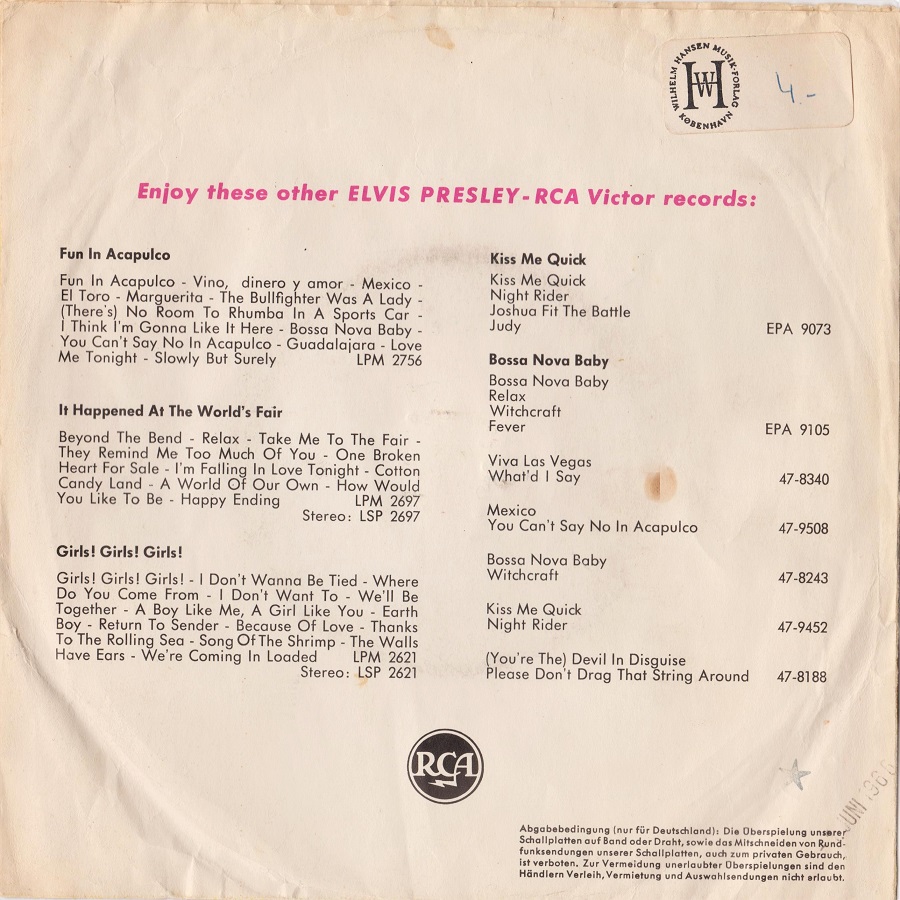 WILHELM HANSEN MUSIK-FORLAG
KØBENHAVN
WH
4.-
Enjoy these other ELVIS PRESLEY-RCA Victor records:
Fun In Acapulco
Fun In Acapulco - Vino, dinero y amor - Mexico -
El Toro - Marguerita - The Bullfighter Was A Lady -
(There's) No Room To Rhumba In A Sports Car -
I Think I'm Gonna Like It Here - Bossa Nova Baby -
You Can't Say No In Acapulco - Guadalajara - Love
Me Tonight - Slowly But Surely LPM 2756
It Happened At The World's Fair
Beyond The Bend - Relax - Take Me To The Fair -
They Remind Me Too Much Of You - One Broken
Heart For Sale - I'm Falling In Love Tonight - Cotton
Candy Land - A World Of Our Own - How Would
You Like To Be - Happy Ending LPM 2697
Stereo: LSP 2697
Girls! Girls! Girls!
Girls! Girls! Girls! - I Don't Wanna Be Tied - Where
Do You Come From - I Don't Want To - We'll Be
Together - A Boy Like Me, A Girl Like You - Earth
Boy - Return To Sender - Because Of Love - Thanks
To The Rolling Sea - Song Of The Shrimp - The Walls
Have Ears - We're Coming In Loaded LPM 2621
Stereo: LSP 2621
Kiss Me Quick
Kiss Me Quick
Night Rider
Joshua Fit The Battle
Judy EPA 9073
Bossa Nova Baby
Bossa Nova Baby
Relax
Witchcraft
Fever EPA 9105
Viva Las Vegas
What'd I Say 47-8340
Mexico
You Can't Say No In Acapulco 47-9508
Bossa Nova Baby
Witchcraft 47-8243
Kiss Me Quick
Night Rider 47-9452
(You're The) Devil In Disguise
Please Don't Drag That String Around 47-8188
RCA
JUNI 196
Abgabebedingung (nur für Deutschland): Die Überspielung unserer
Schallplatten auf Band oder Draht, sowie das Mitschneiden von Rund-
funksendungen unserer Schallplatten, auch zum privaten Gebrauch,
ist verboten. Zur Vermeidung unerlaubter Überspielungen sind den
Händlern Verleih, Vermietung und Auswahlsendungen nicht erlaubt.